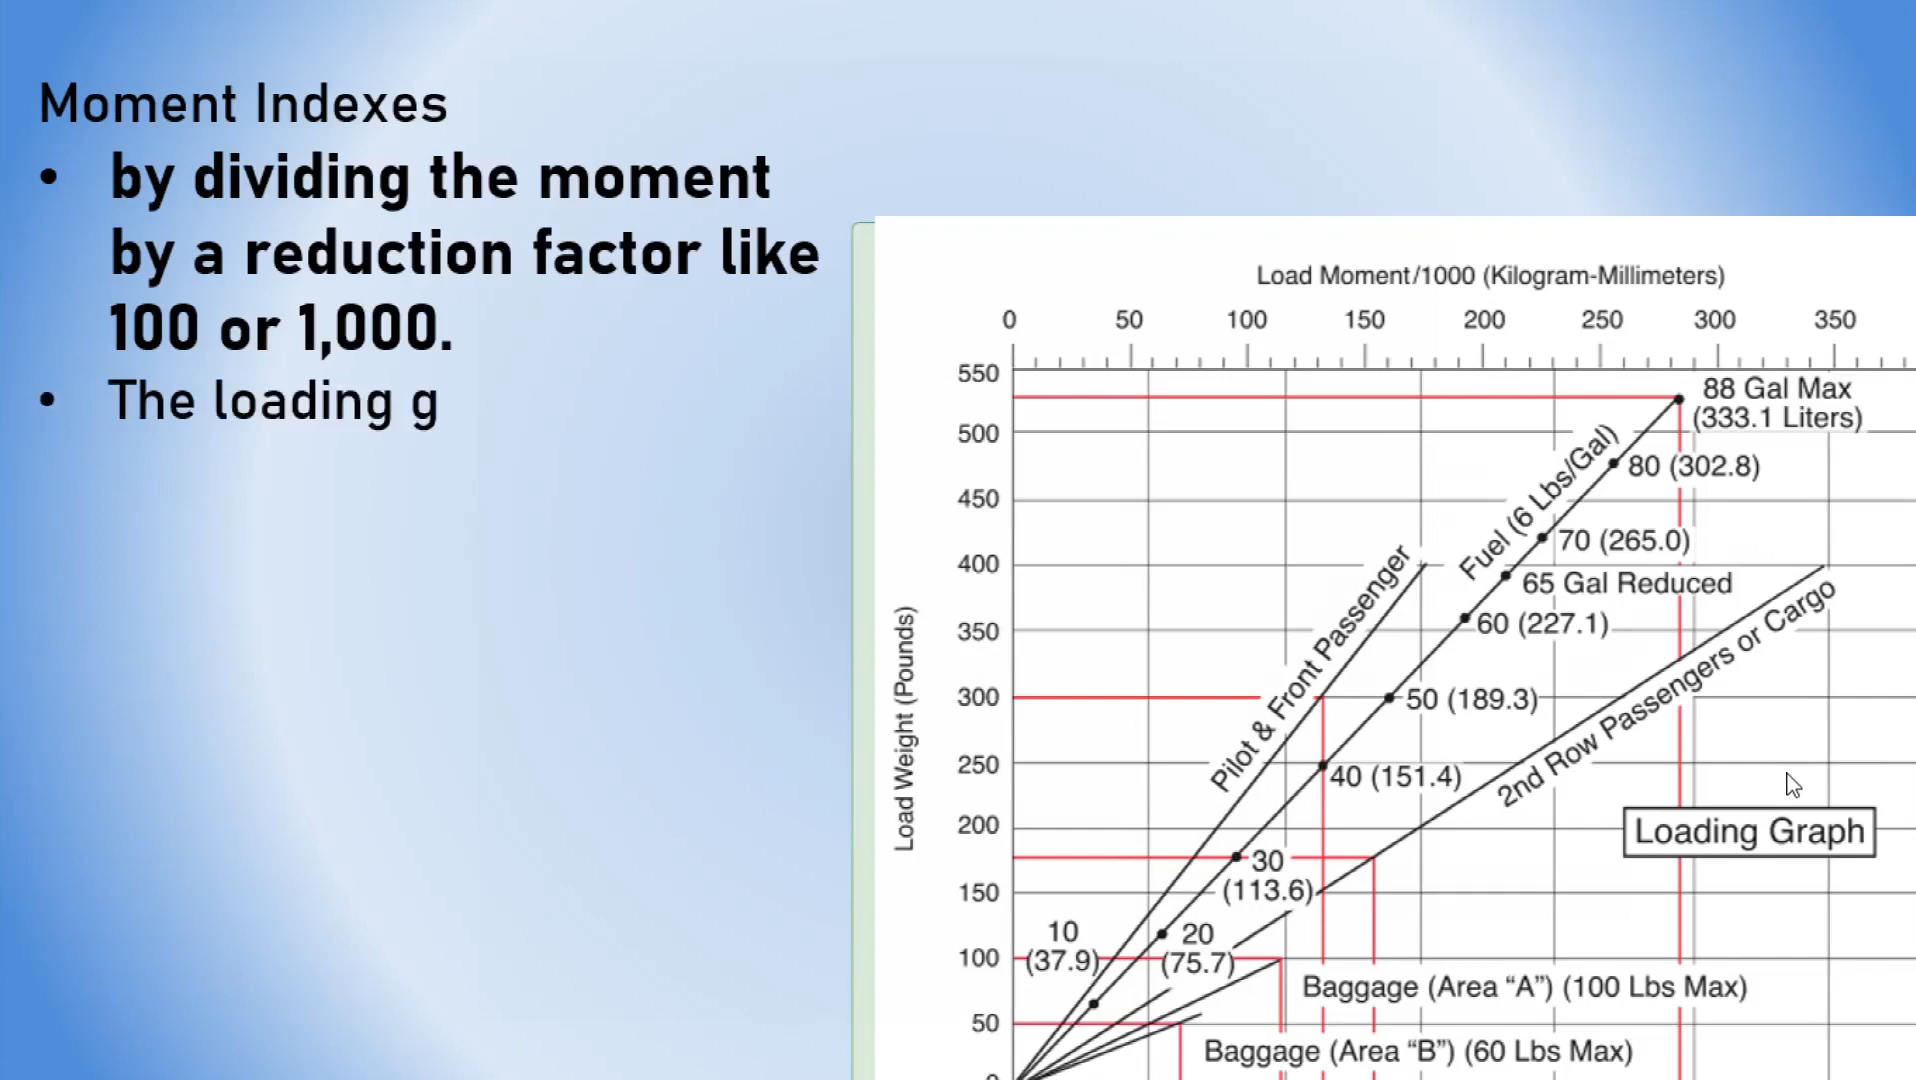 Moment Indexes
• by dividing the moment
by a reduction factor like
100 or 1,000.
• The loading g
Load Moment/1000 (Kilogram-Millimeters)
0 50 100 150 200 250 300 350
550
500
450
400
350
300
250
200
150
100
50
0
Load Weight (Pounds)
88 Gal Max
(333.1 Liters)
80 (302.8)
70 (265.0)
65 Gal Reduced
60 (227.1)
50 (189.3)
40 (151.4)
30
(113.6)
20
(75.7)
10
(37.9)
Pilot & Front Passenger
Fuel (6 Lbs/Gal)
2nd Row Passengers or Cargo
Loading Graph
Baggage (Area “A”) (100 Lbs Max)
Baggage (Area “B”) (60 Lbs Max)